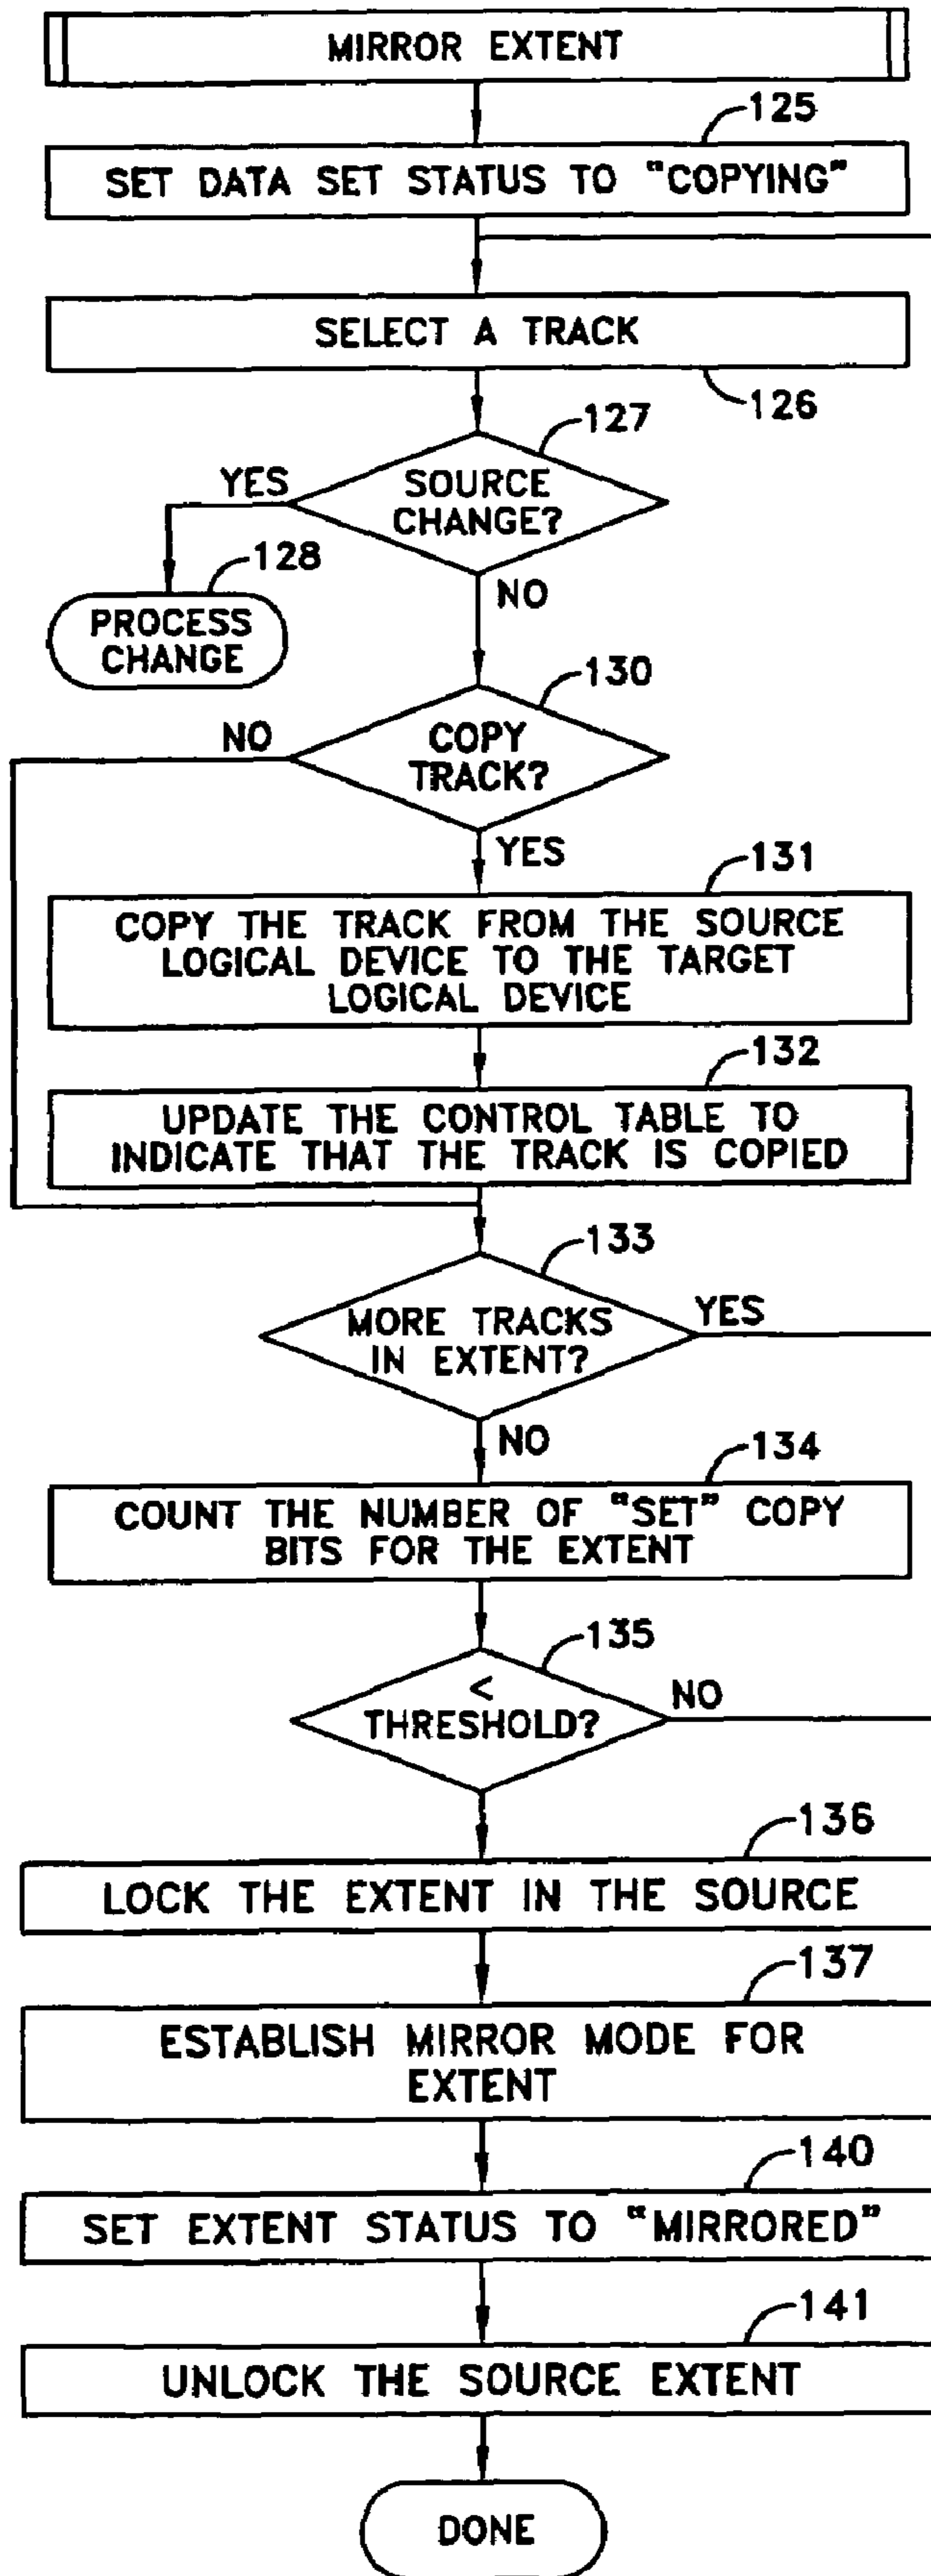 MIRROR EXTENT
125
SET DATA SET STATUS TO "COPYING"
SELECT A TRACK
126
127
YES
SOURCE
CHANGE?
128
NO
PROCESS
CHANGE
130
NO
COPY
TRACK?
YES
131
COPY THE TRACK FROM THE SOURCE
LOGICAL DEVICE TO THE TARGET
LOGICAL DEVICE
132
UPDATE THE CONTROL TABLE TO
INDICATE THAT THE TRACK IS COPIED
133
MORE TRACKS
IN EXTENT?
YES
NO
134
COUNT THE NUMBER OF "SET" COPY
BITS FOR THE EXTENT
135
<
THRESHOLD?
NO
136
LOCK THE EXTENT IN THE SOURCE
137
ESTABLISH MIRROR MODE FOR
EXTENT
140
SET EXTENT STATUS TO "MIRRORED"
141
UNLOCK THE SOURCE EXTENT
DONE